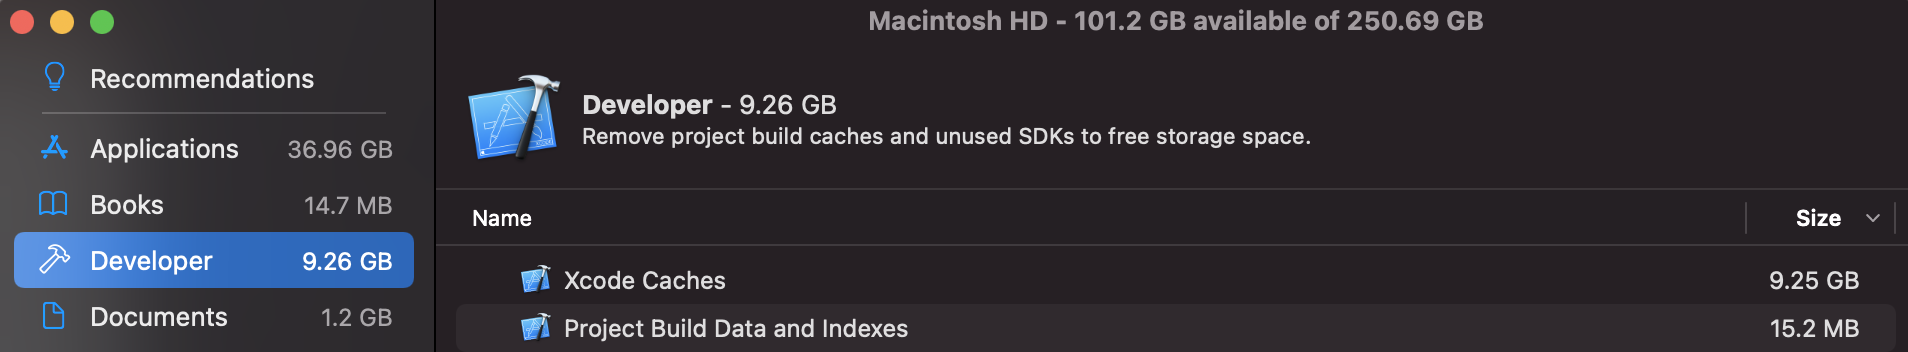 Macintosh HD - 101.2 GB available of 250.69 GB
Recommendations
Applications 36.96 GB
Books 14.7 MB
Developer 9.26 GB
Documents 1.2 GB
Developer - 9.26 GB
Remove project build caches and unused SDKs to free storage space.
Name Size
Xcode Caches 9.25 GB
Project Build Data and Indexes 15.2 MB